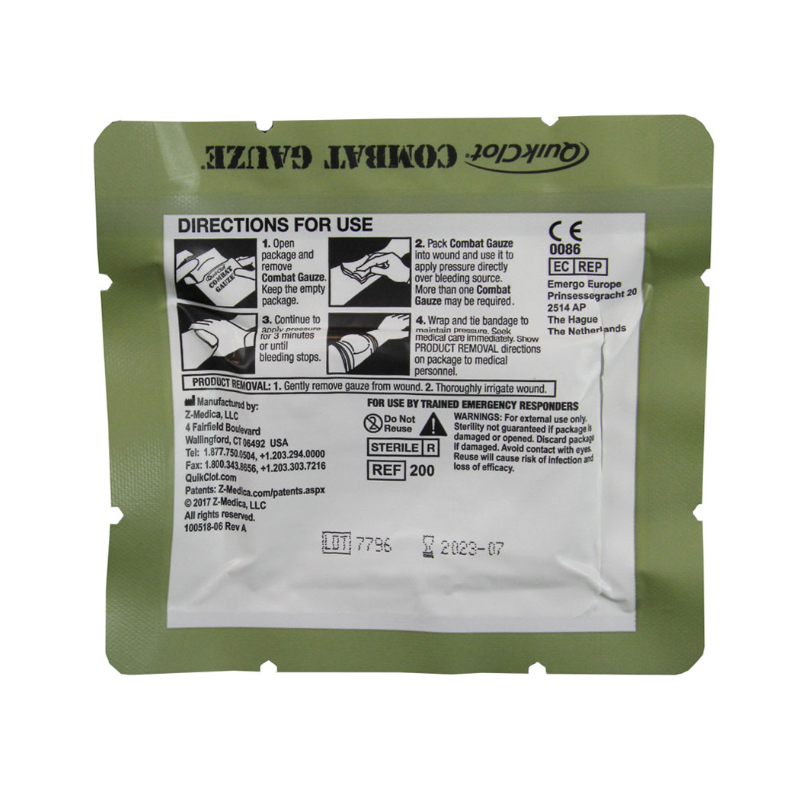 QuikClot® COMBAT GAUZE™
DIRECTIONS FOR USE
1. Open
package and
remove
Combat Gauze.
Keep the empty
package.
QuikClot
COMBAT
GAUZE
2. Pack Combat Gauze
into wound and use it to
apply pressure directly
over bleeding source.
More than one Combat
Gauze may be required.
3. Continue to
apply pressure
for 3 minutes
or until
bleeding stops.
4. Wrap and tie bandage to
maintain pressure. Seek
medical care immediately. Show
PRODUCT REMOVAL directions
on package to medical
personnel.
CE
0086
EC REP
Emergo Europe
Prinsessegracht 20
2514 AP
The Hague
The Netherlands
PRODUCT REMOVAL: 1. Gently remove gauze from wound. 2. Thoroughly irrigate wound.
Manufactured by:
Z-Medica, LLC
4 Fairfield Boulevard
Wallingford, CT 06492 USA
Tel: 1.877.750.0504, +1.203.294.0000
Fax: 1.800.343.8656, +1.203.303.7216
QuikClot.com
Patents: Z-Medica.com/patents.aspx
© 2017 Z-Medica, LLC
All rights reserved.
100518-06 Rev A
FOR USE BY TRAINED EMERGENCY RESPONDERS
Do Not
Reuse
STERILE R
REF 200
WARNINGS: For external use only.
Sterility not guaranteed if package is
damaged or opened. Discard package
if damaged. Avoid contact with eyes.
Reuse will cause risk of infection and
loss of efficacy.
LOT 7796
2023-07